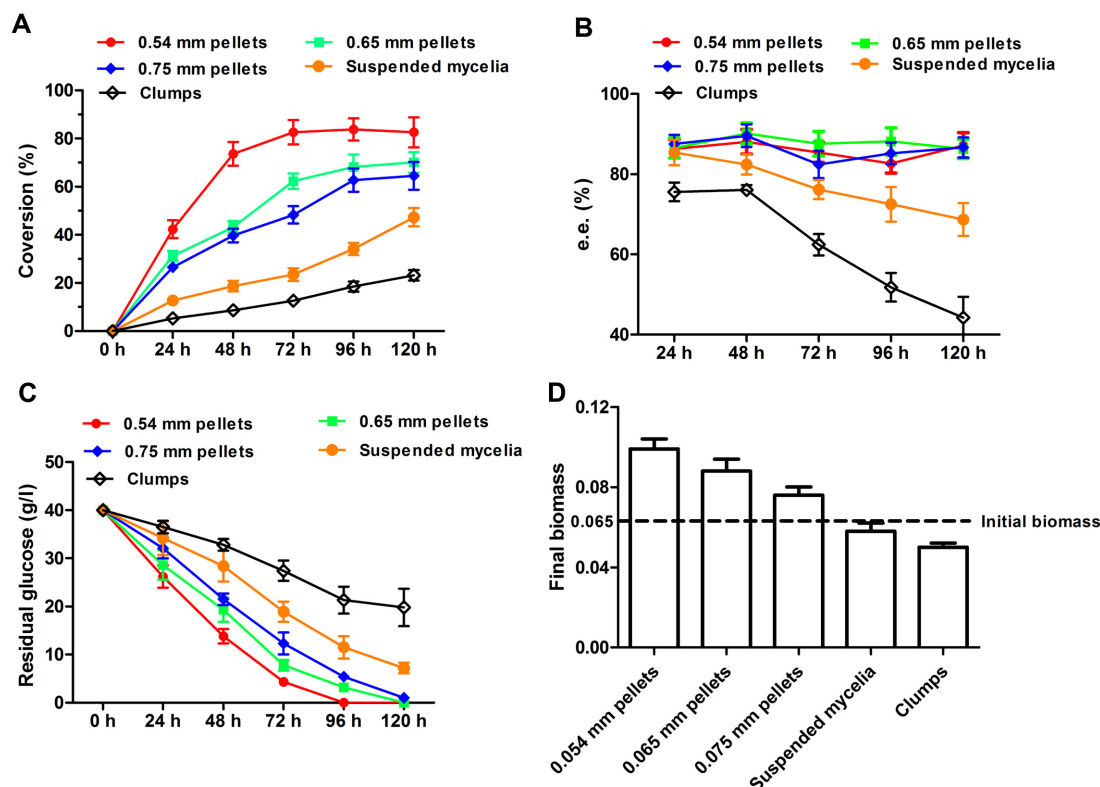 A
0.54 mm pellets
0.65 mm pellets
0.75 mm pellets
Suspended mycelia
Clumps
Coversion (%)
100
80
60
40
20
0
0 h 24 h 48 h 72 h 96 h 120 h
B
0.54 mm pellets
0.65 mm pellets
0.75 mm pellets
Suspended mycelia
Clumps
e.e. (%)
100
80
60
40
24 h 48 h 72 h 96 h 120 h
C
0.54 mm pellets
0.65 mm pellets
0.75 mm pellets
Suspended mycelia
Clumps
Residual glucose (g/l)
50
40
30
20
10
0
0 h 24 h 48 h 72 h 96 h 120 h
D
Final biomass
0.12
0.08
0.065
0.04
0.00
Initial biomass
0.054 mm pellets
0.065 mm pellets
0.075 mm pellets
Suspended mycelia
Clumps